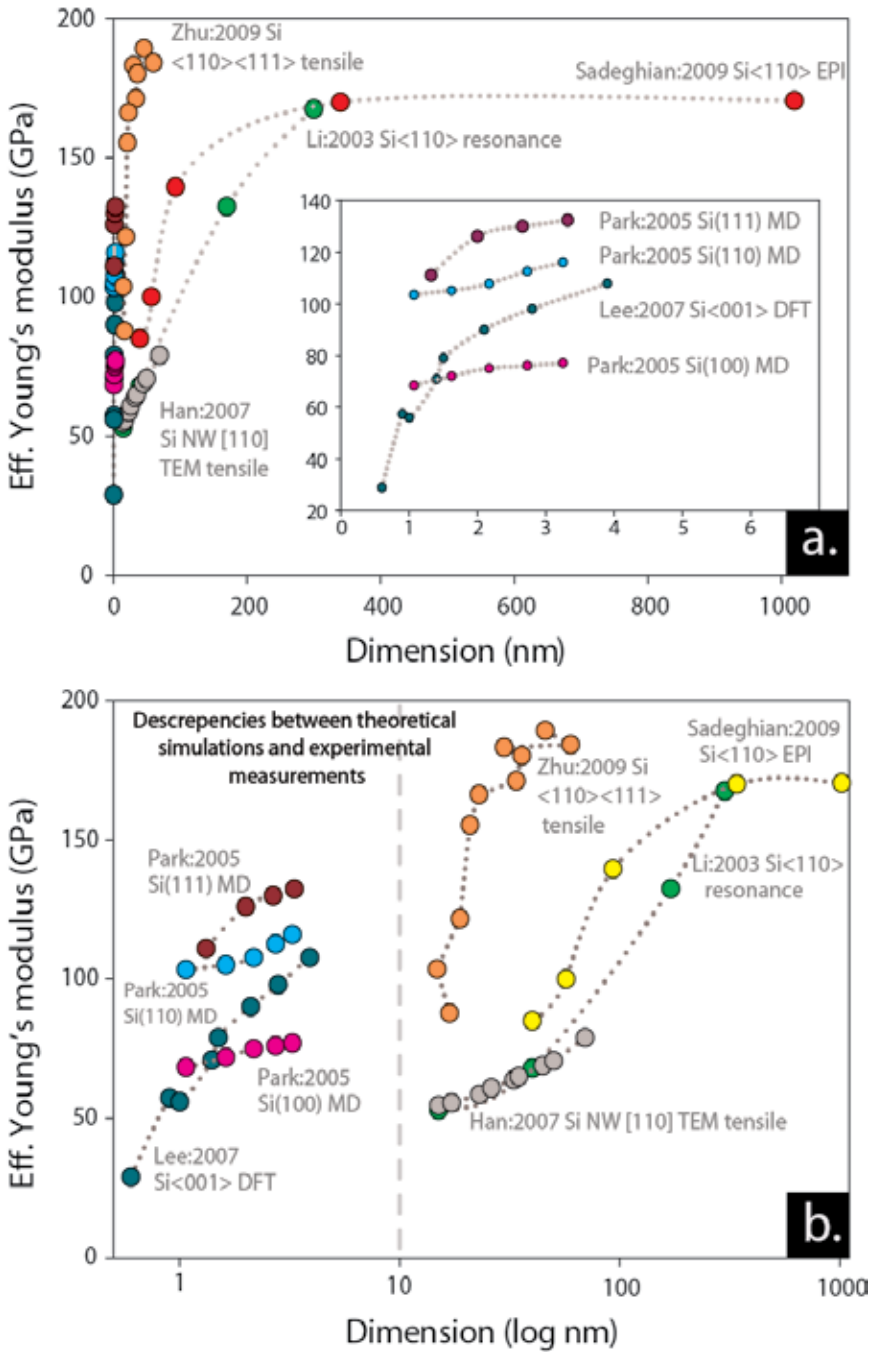 200
150
100
50
0
Eff. Young's modulus (GPa)
Zhu:2009 Si
<110><111> tensile
Sadeghian:2009 Si<110> EPI
Li:2003 Si<110> resonance
Han:2007
Si NW [110]
TEM tensile
140
120
100
80
60
40
20
Park:2005 Si(111) MD
Park:2005 Si(110) MD
Lee:2007 Si<001> DFT
Park:2005 Si(100) MD
0 1 2 3 4 5 6
a.
0 200 400 600 800 1000
Dimension (nm)
200
150
100
50
0
Eff. Young's modulus (GPa)
Descrepencies between theoretical
simulations and experimental
measurements
Sadeghian:2009
Si<110> EPI
Zhu:2009 Si
<110><111>
tensile
Park:2005
Si(111) MD
Li:2003 Si<110>
resonance
Park:2005
Si(110) MD
Park:2005
Si(100) MD
Han:2007 Si NW [110] TEM tensile
Lee:2007
Si<001> DFT
b.
1 10 100 1000
Dimension (log nm)